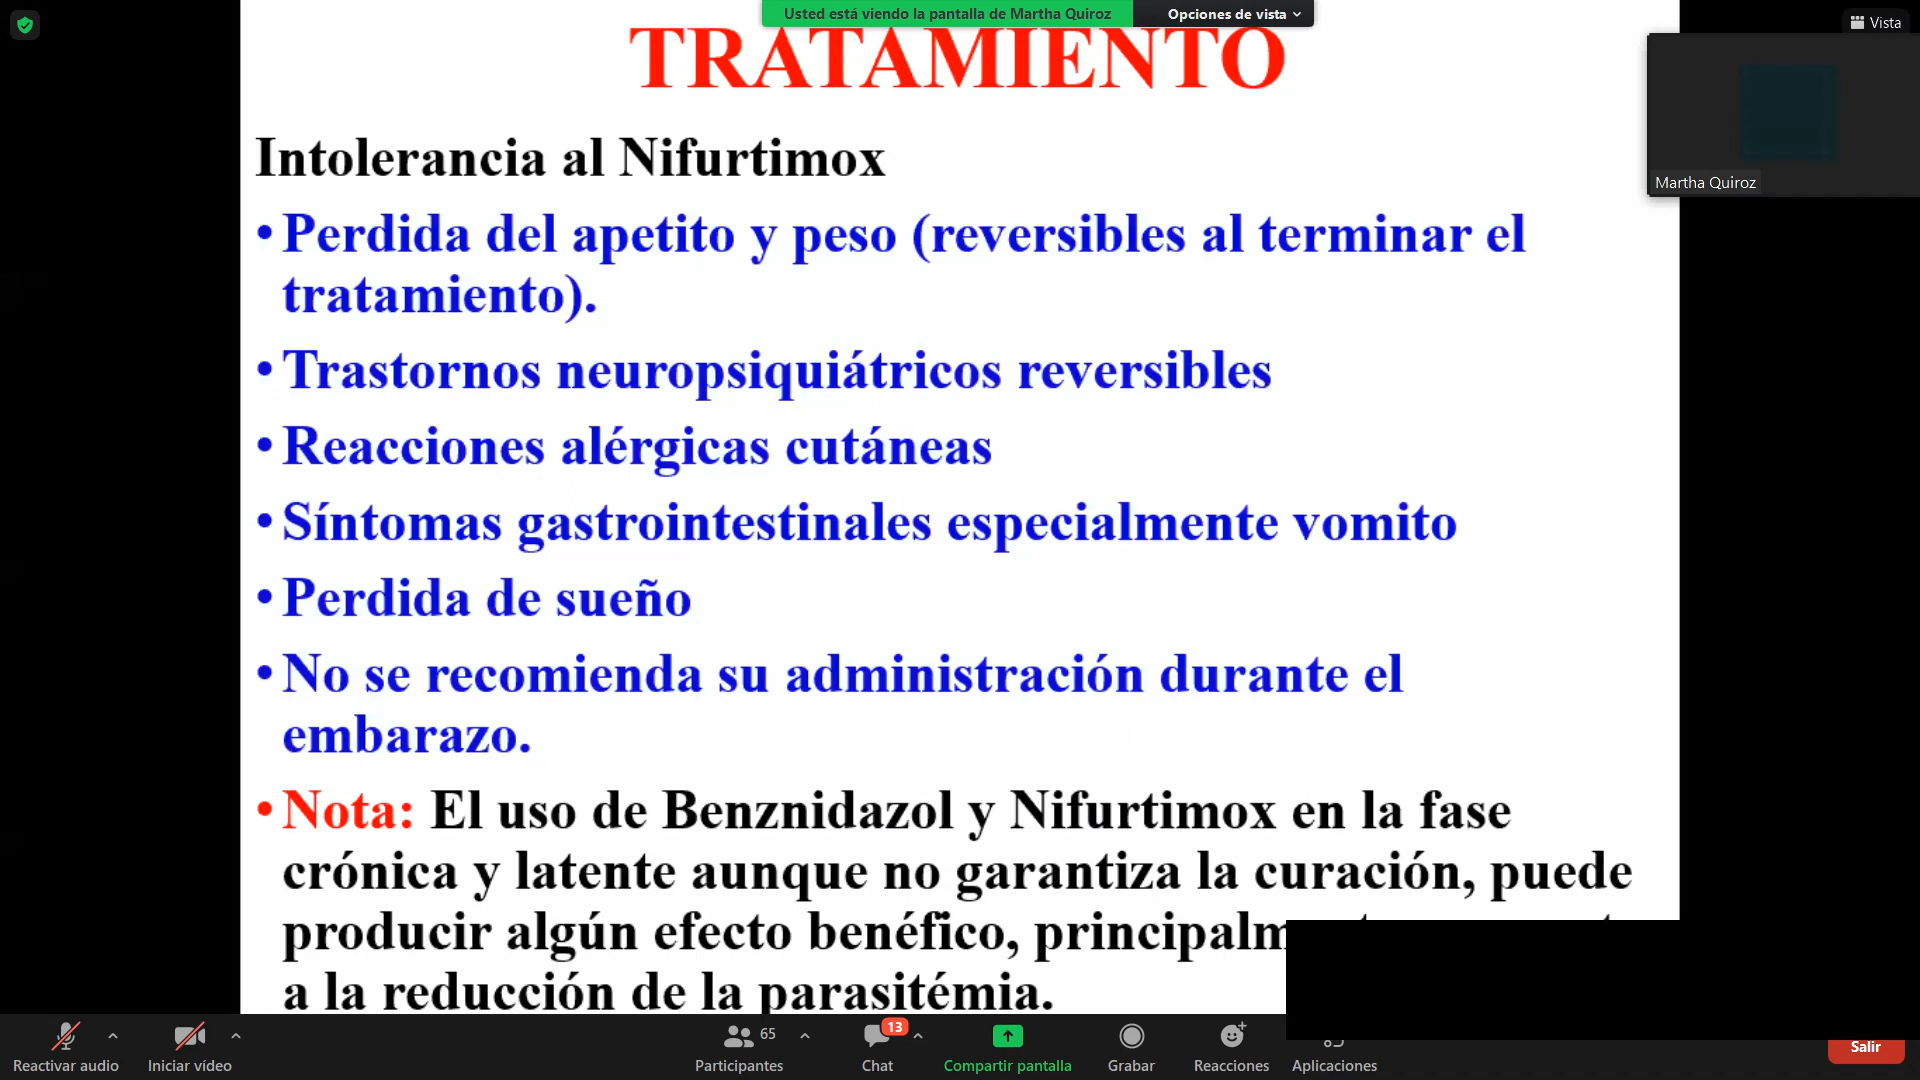 Usted está viendo la pantalla de Martha Quiroz
Opciones de vista
Vista
TRATAMIENTO
Martha Quiroz
Intolerancia al Nifurtimox
• Perdida del apetito y peso (reversibles al terminar el
tratamiento).
• Trastornos neuropsiquiátricos reversibles
• Reacciones alérgicas cutáneas
• Síntomas gastrointestinales especialmente vomito
• Perdida de sueño
• No se recomienda su administración durante el
embarazo.
• Nota: El uso de Benznidazol y Nifurtimox en la fase
crónica y latente aunque no garantiza la curación, puede
producir algún efecto benéfico,
a la reducción de la parasitémia.
65
13
Reactivar audio
Iniciar vídeo
Participantes
Chat
Compartir pantalla
Grabar
Reacciones
Aplicaciones
Salir